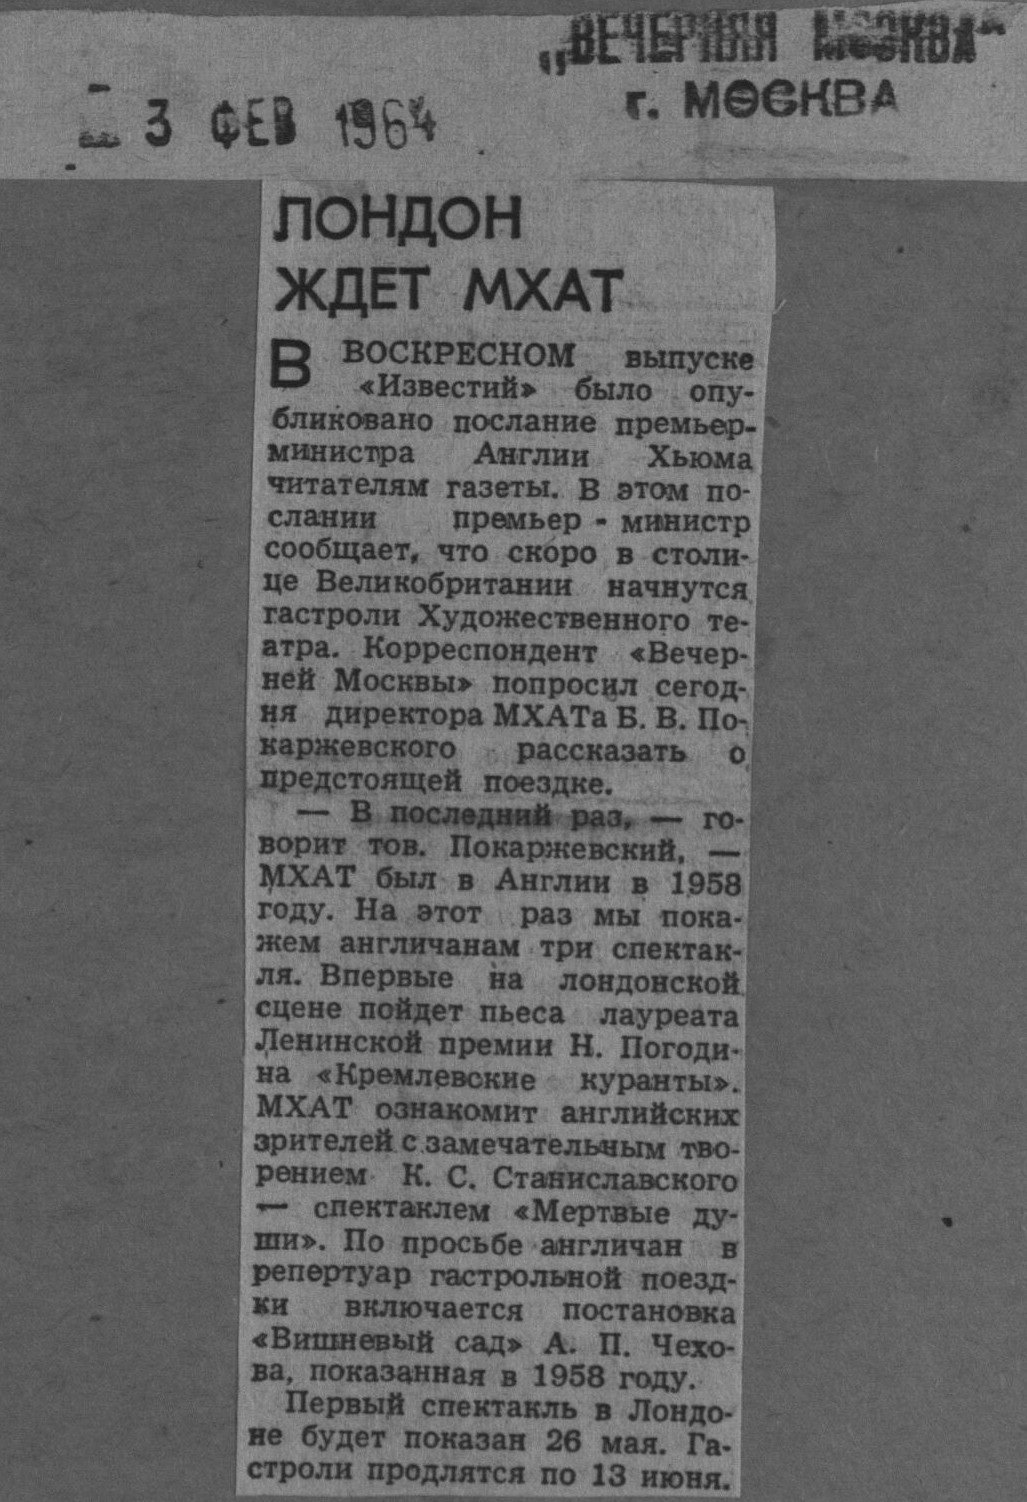 „ВЕЧЕРНЯЯ МОСКВА"
г. МОСКВА
3 ФЕВ 1964
ЛОНДОН
ЖДЕТ МХАТ
В ВОСКРЕСНОМ выпуске
«Известий» было опу-
бликовано послание премьер-
министра Англии Хьюма
читателям газеты. В этом по-
слании премьер - министр
сообщает, что скоро в столи-
це Великобритании начнутся
гастроли Художественного те-
атра. Корреспондент «Вечер-
ней Москвы» попросил сегод-
ня директора МХАТа Б. В. По-
каржевского рассказать о
предстоящей поездке.
— В последний раз, — го-
ворит тов. Покаржевский, —
МХАТ был в Англии в 1958
году. На этот раз мы пока-
жем англичанам три спектак-
ля. Впервые на лондонской
сцене пойдет пьеса лауреата
Ленинской премии Н. Погоди-
на «Кремлевские куранты».
МХАТ ознакомит английских
зрителей с замечательным тво-
рением К. С. Станиславского
— спектаклем «Мертвые ду-
ши». По просьбе англичан в
репертуар гастрольной поезд-
ки включается постановка
«Вишневый сад» А. П. Чехо-
ва, показанная в 1958 году.
Первый спектакль в Лондо-
не будет показан 26 мая. Га-
строли продлятся по 13 июня.